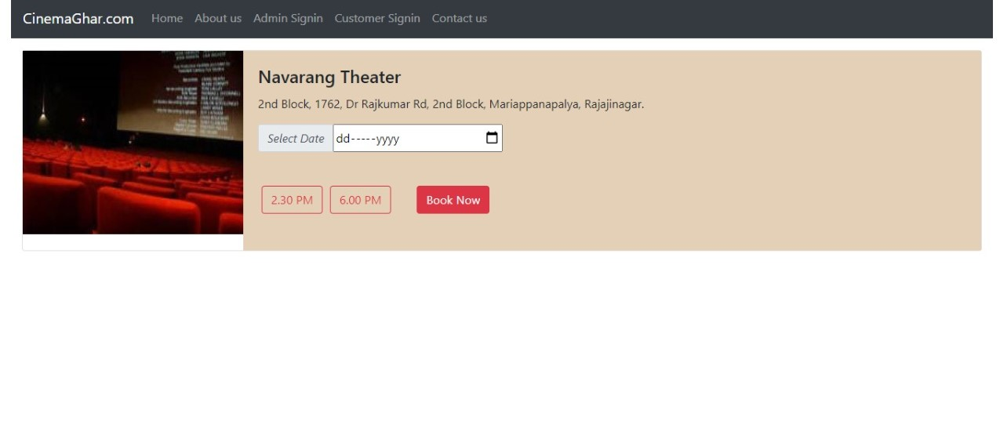 CinemaGhar.com Home About us Admin Signin Customer Signin Contact us
Navarang Theater
2nd Block, 1762, Dr Rajkumar Rd, 2nd Block, Mariappanapalya, Rajajinagar.
Select Date dd-----yyyy
2.30 PM 6.00 PM Book Now